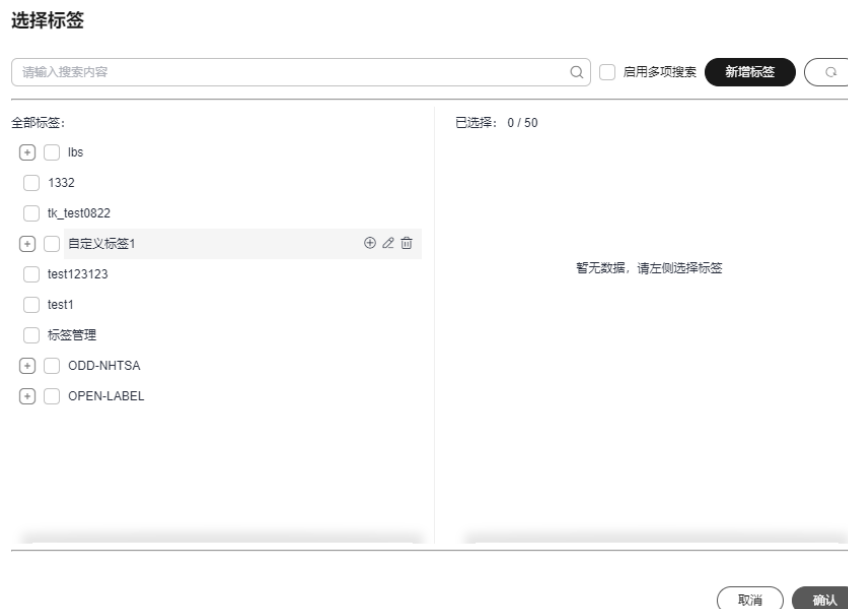 选择标签
请输入搜索内容
启用多项搜索
新增标签
全部标签：
已选择： 0 / 50
lbs
1332
tk_test0822
自定义标签1
test123123
暂无数据，请左侧选择标签
test1
标签管理
ODD-NHTSA
OPEN-LABEL
取消
确认